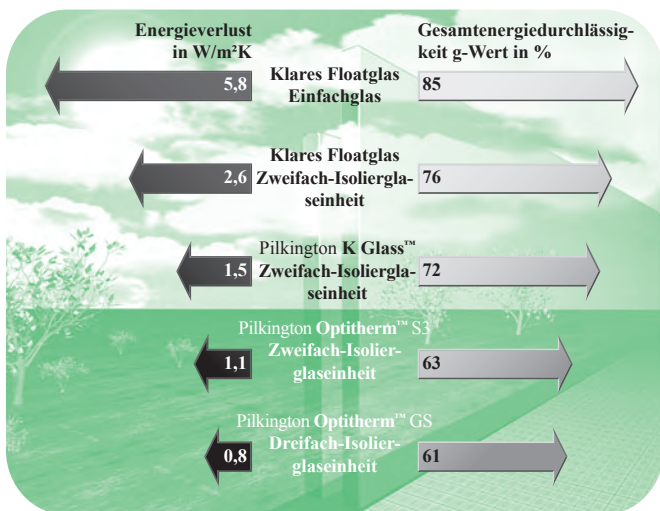 Energieverlust
in W/m²K
Gesamtenergiedurchlässig-
keit g-Wert in %
5,8
Klares Floatglas
Einfachglas
85
2,6
Klares Floatglas
Zweifach-Isoliergla-
seinheit
76
1,5
Pilkington K Glass™
Zweifach-Isoliergla-
seinheit
72
1,1
Pilkington Optitherm™ S3
Zweifach-Isolier-
glaseinheit
63
0,8
Pilkington Optitherm™ GS
Dreifach-Isolier-
glaseinheit
61